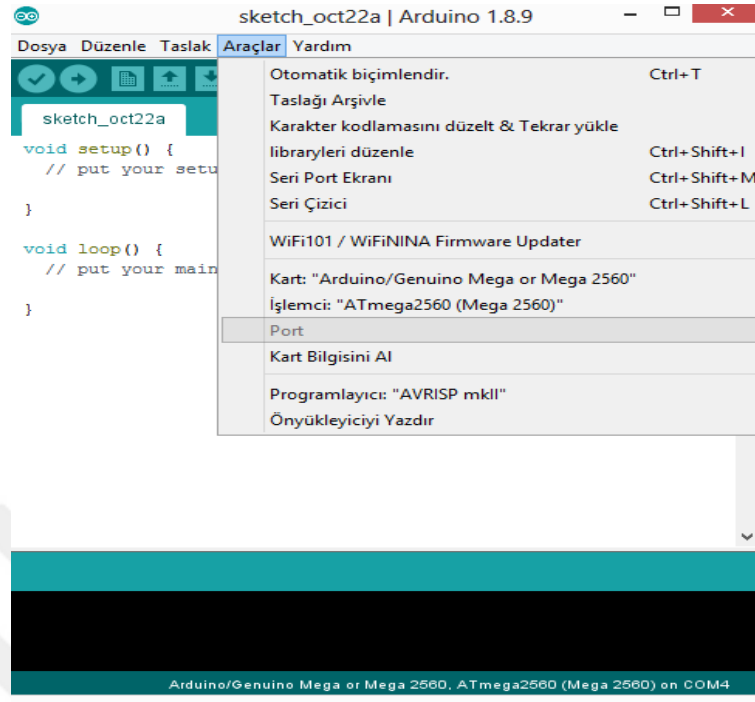 sketch_oct22a | Arduino 1.8.9
Dosya Düzenle Taslak Araçlar Yardım
Otomatik biçimlendir. Ctrl+T
Taslağı Arşivle
sketch_oct22a
Karakter kodlamasını düzelt & Tekrar yükle
void setup() {
libraryleri düzenle Ctrl+Shift+I
// put your setu
Seri Port Ekranı Ctrl+Shift+M
}
Seri Çizici Ctrl+Shift+L
void loop() {
WiFi101 / WiFiNINA Firmware Updater
// put your main
Kart: "Arduino/Genuino Mega or Mega 2560"
}
İşlemci: "ATmega2560 (Mega 2560)"
Port
Kart Bilgisini Al
Programlayıcı: "AVRISP mkII"
Önyükleyiciyi Yazdır
Arduino/Genuino Mega or Mega 2560, ATmega2560 (Mega 2560) on COM4